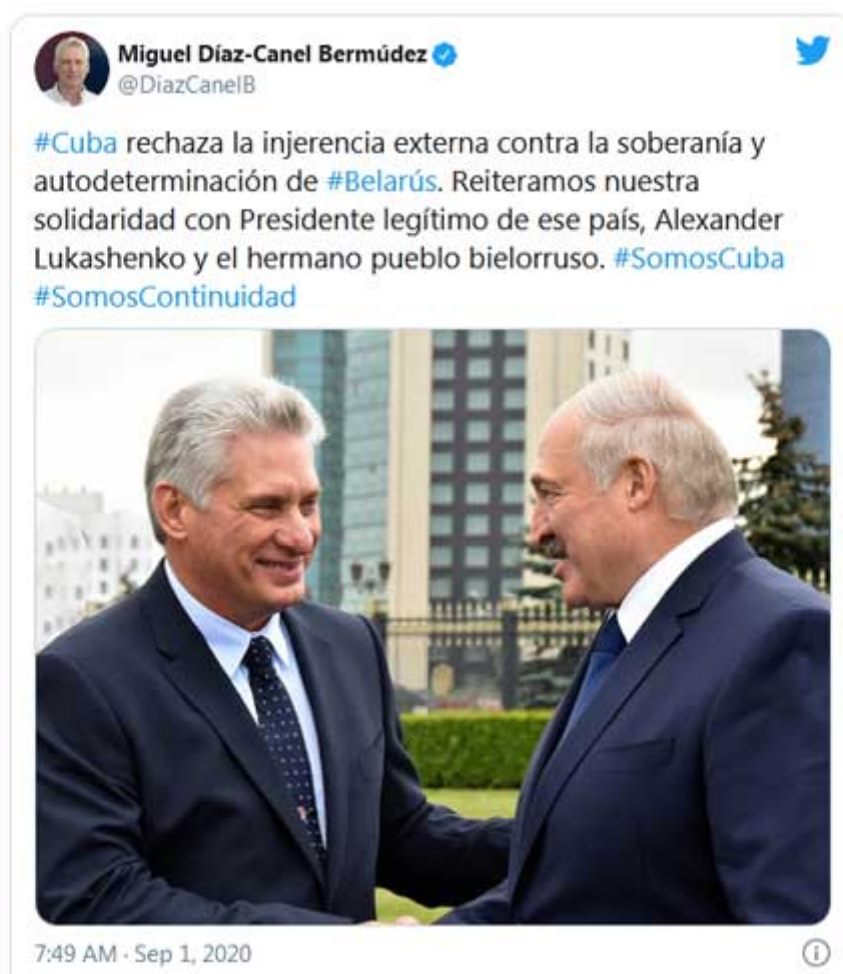 Miguel Díaz-Canel Bermúdez
@DiazCanelB
#Cuba rechaza la injerencia externa contra la soberanía y
autodeterminación de #Belarús. Reiteramos nuestra
solidaridad con Presidente legítimo de ese país, Alexander
Lukashenko y el hermano pueblo bielorruso. #SomosCuba
#SomosContinuidad
7:49 AM · Sep 1, 2020